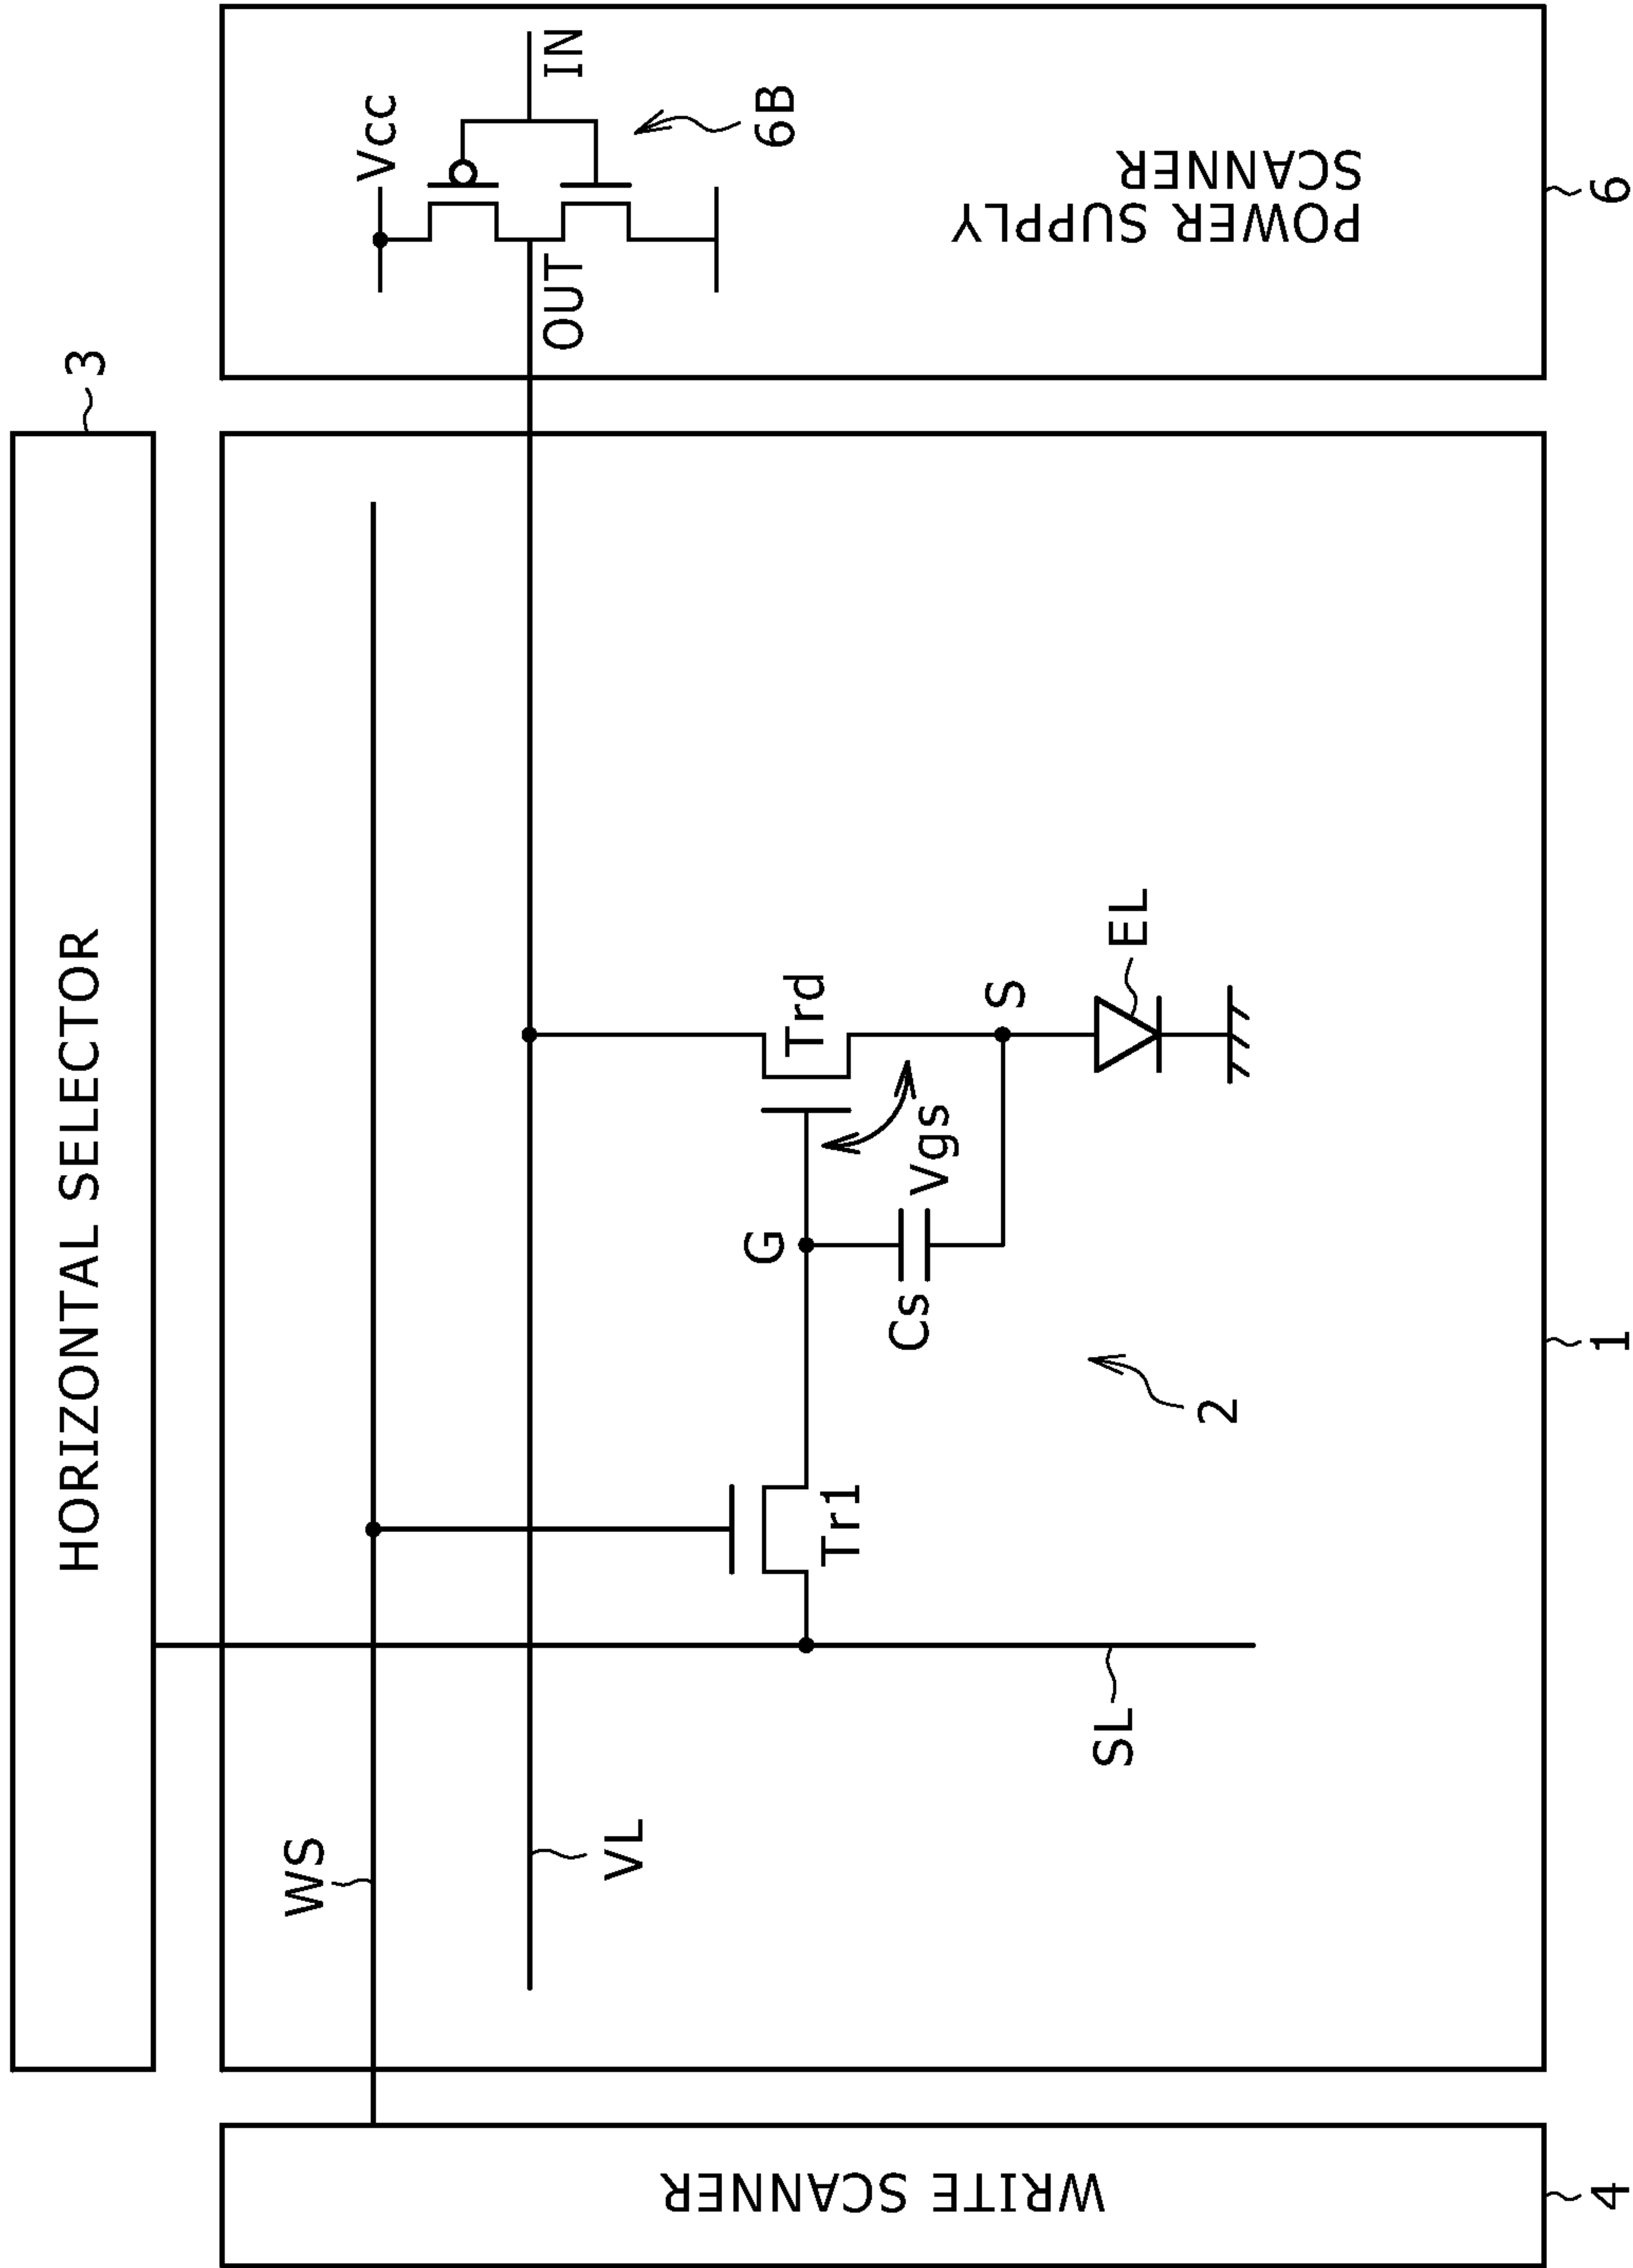 HORIZONTAL SELECTOR
3
WS
VL
SL
Tr1
G
Cs
Vgs
Trd
S
EL
2
1
WRITE SCANNER
4
Vcc
IN
OUT
6B
POWER SUPPLY
SCANNER
6